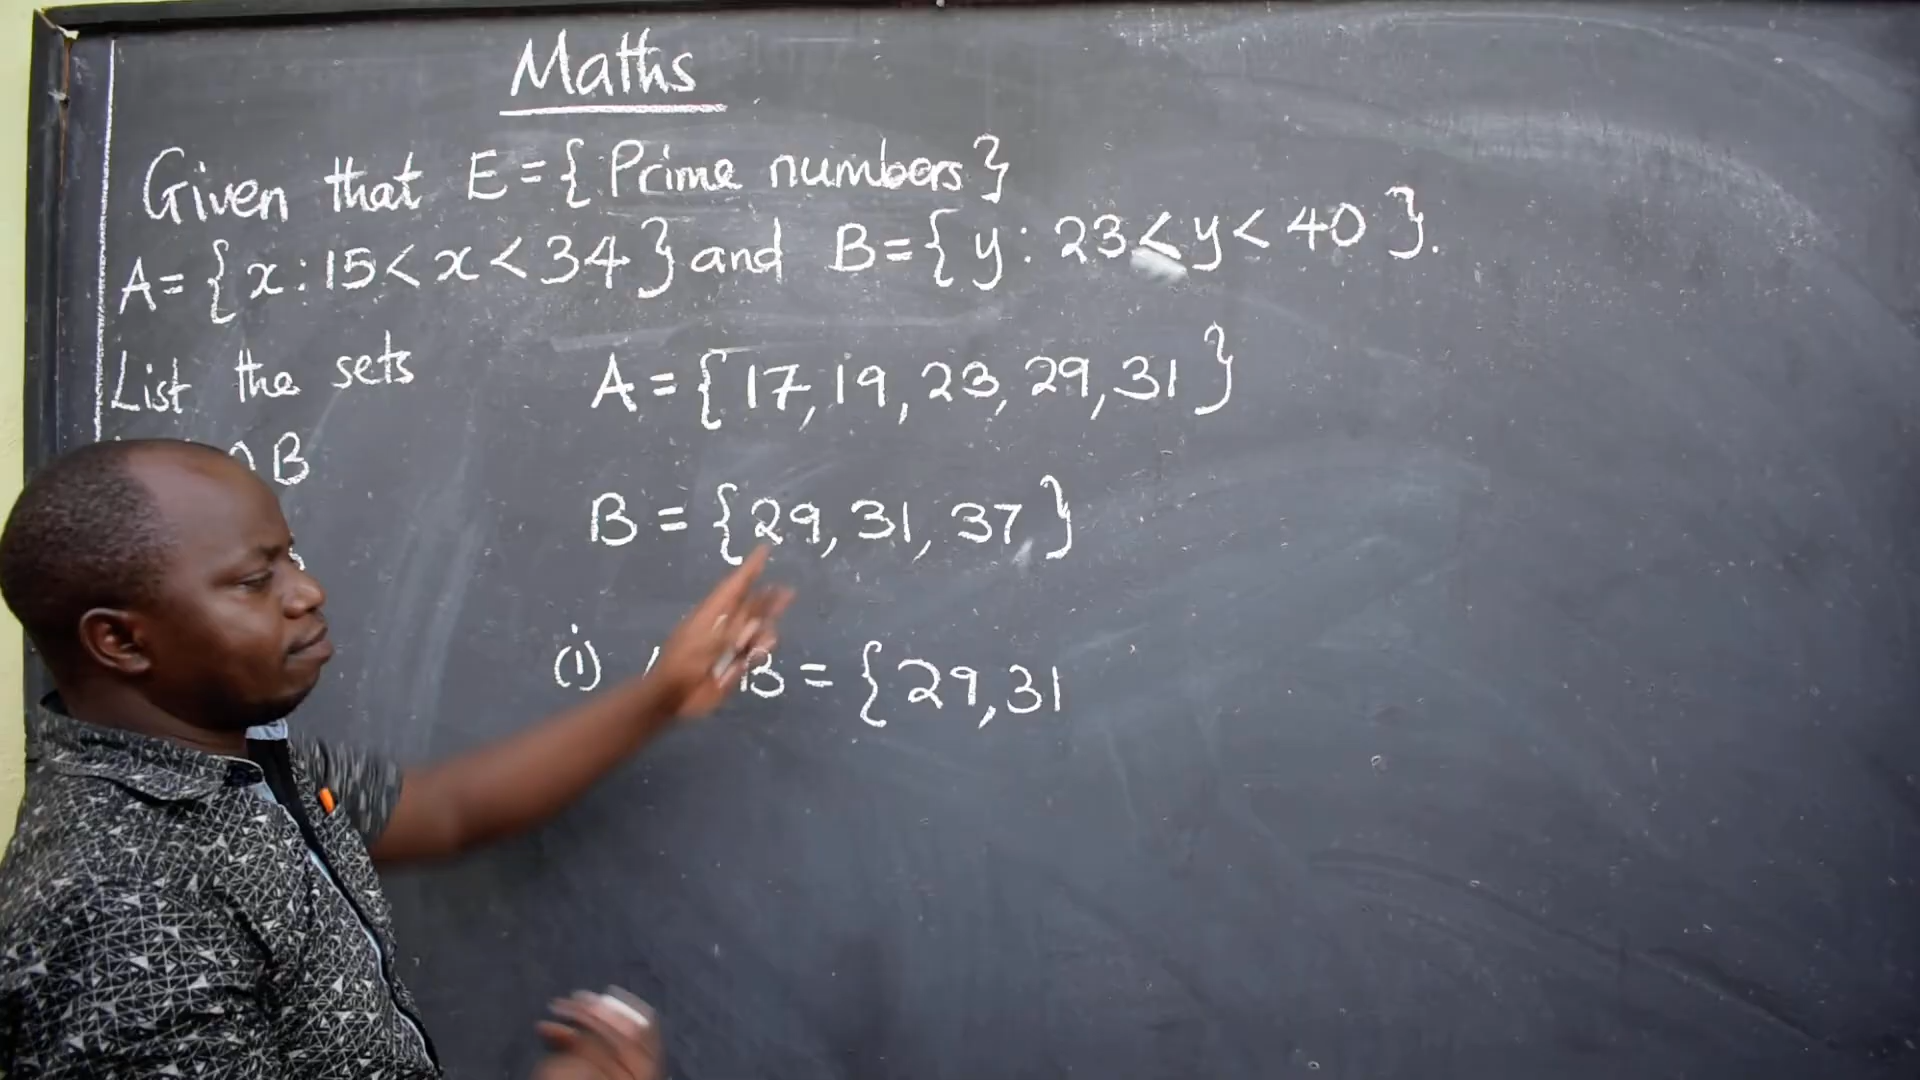 Maths
Given that E={Prime numbers}
A={x:15<x<34} and B={y: 23<y<40}.
List the sets
∩B
A={17,19,23,29,31}
B={29,31,37}
(i) B={29,31